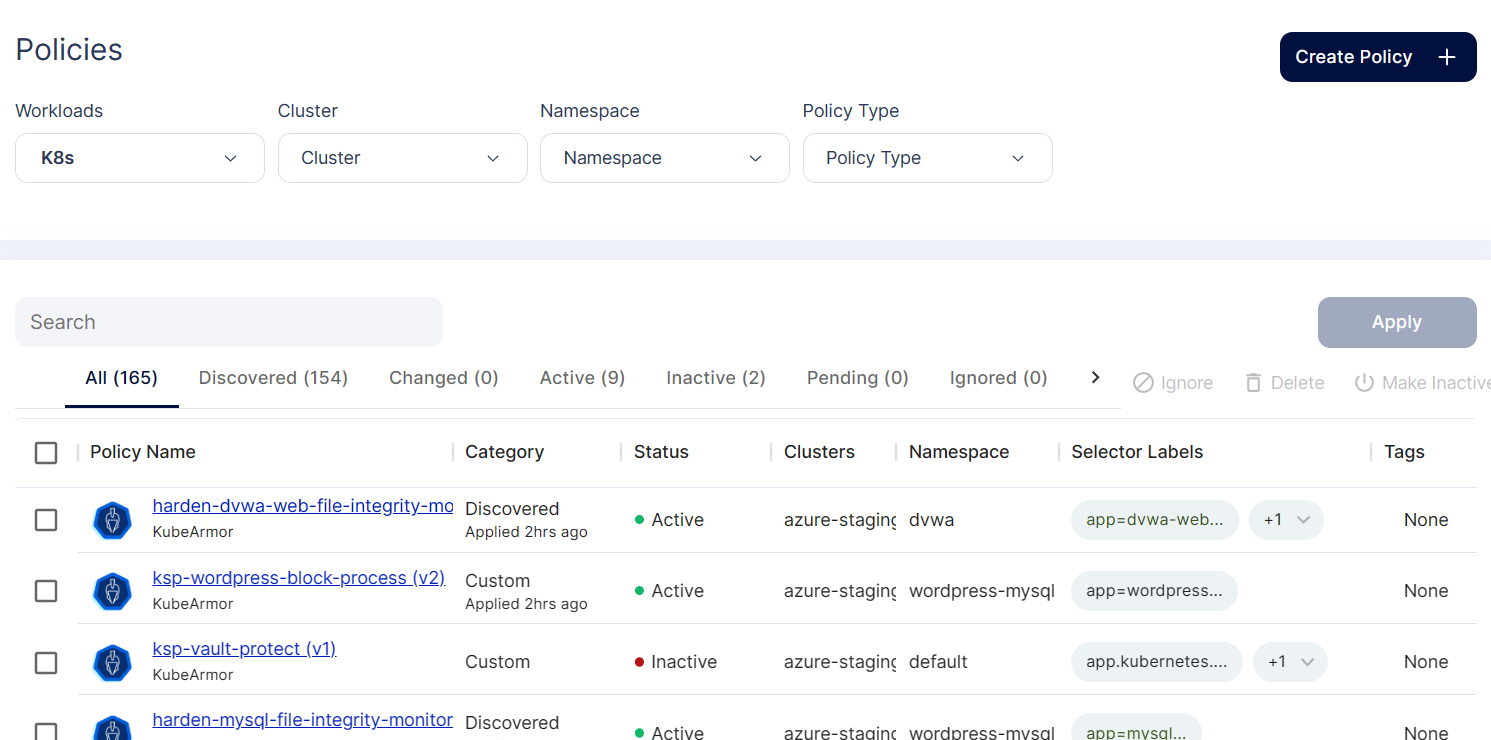 Policies
Create Policy
Workloads Cluster Namespace Policy Type
K8s Cluster Namespace Policy Type
Search
Apply
All (165) Discovered (154) Changed (0) Active (9) Inactive (2) Pending (0) Ignored (0) Ignore Delete Make Inactive
Policy Name Category Status Clusters Namespace Selector Labels Tags
harden-dvwa-web-file-integrity-mo Discovered
KubeArmor Applied 2hrs ago Active azure-staging dvwa app=dvwa-web... +1 None
ksp-wordpress-block-process (v2) Custom
KubeArmor Applied 2hrs ago Active azure-staging wordpress-mysql app=wordpress... None
ksp-vault-protect (v1)
KubeArmor Custom Inactive azure-staging default app.kubernetes.... +1 None
harden-mysql-file-integrity-monitor Discovered
Active azure-staging wordpress-mysql app=mysql... None